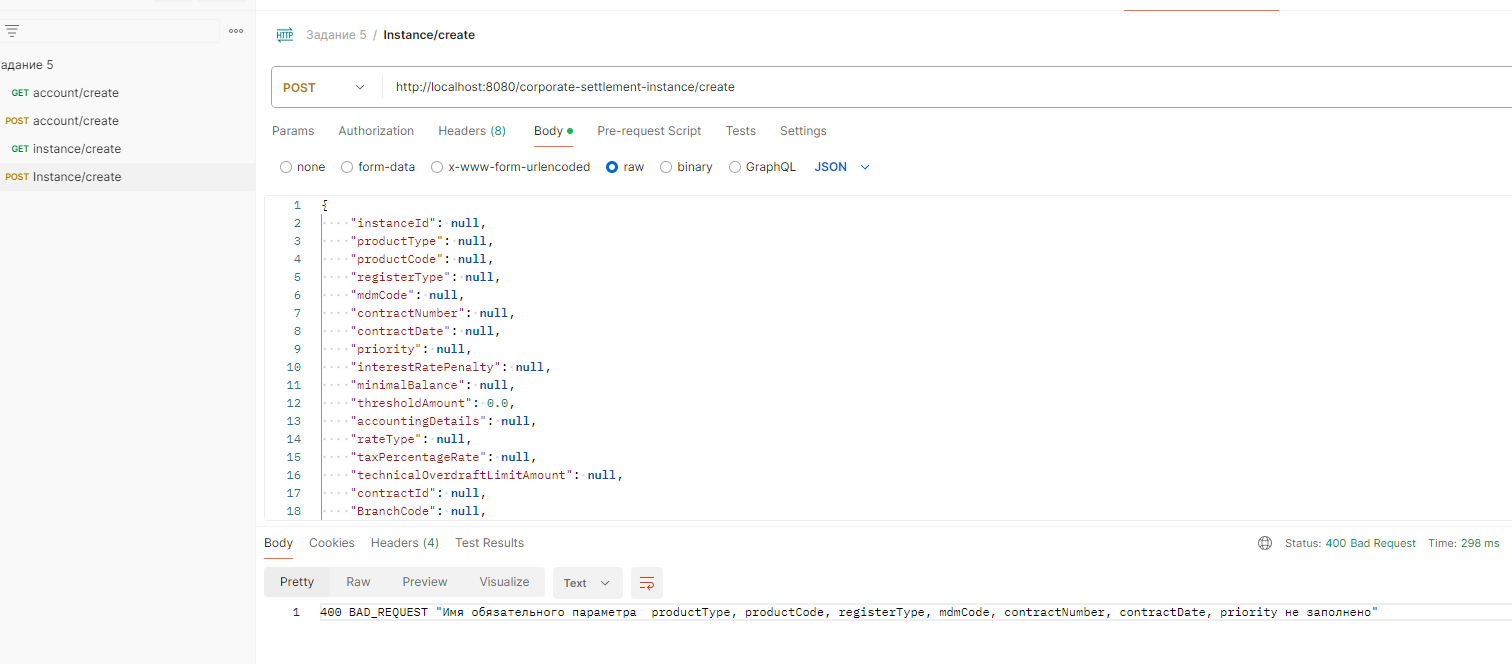 адание 5
GET account/create
POST account/create
GET instance/create
POST Instance/create
HTTP Задание 5 / Instance/create
POST http://localhost:8080/corporate-settlement-instance/create
Params Authorization Headers (8) Body Pre-request Script Tests Settings
none form-data x-www-form-urlencoded raw binary GraphQL JSON
1 {
2 "instanceId": null,
3 "productType": null,
4 "productCode": null,
5 "registerType": null,
6 "mdmCode": null,
7 "contractNumber": null,
8 "contractDate": null,
9 "priority": null,
10 "interestRatePenalty": null,
11 "minimalBalance": null,
12 "thresholdAmount": 0.0,
13 "accountingDetails": null,
14 "rateType": null,
15 "taxPercentageRate": null,
16 "technicalOverdraftLimitAmount": null,
17 "contractId": null,
18 "BranchCode": null,
Body Cookies Headers (4) Test Results Status: 400 Bad Request Time: 298 ms
Pretty Raw Preview Visualize Text
1 400 BAD_REQUEST "Имя обязательного параметра  productType, productCode, registerType, mdmCode, contractNumber, contractDate, priority не заполнено"